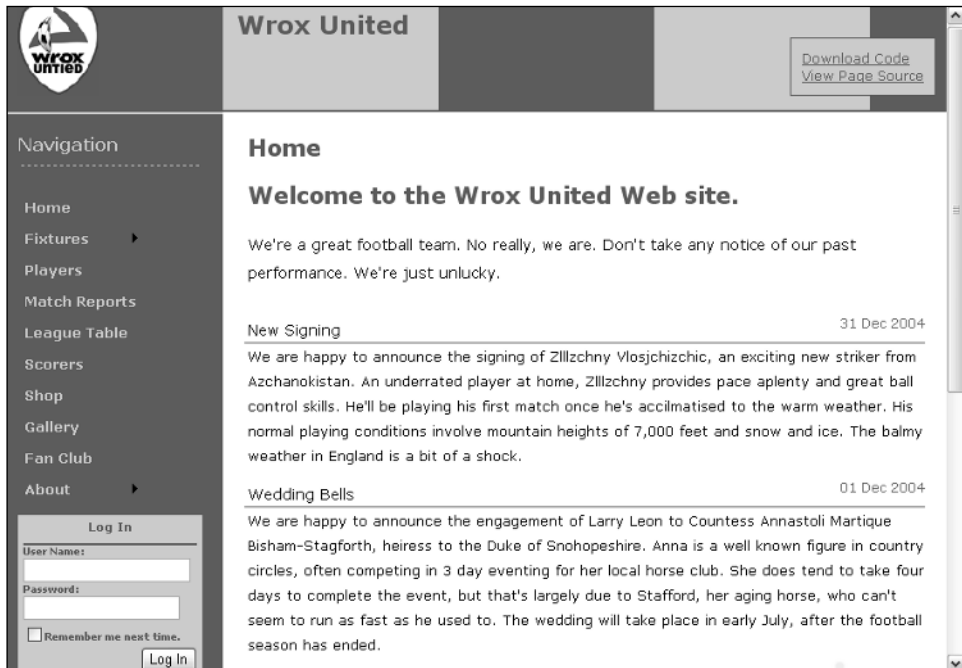 wrox
UNTIED
Wrox United
Download Code
View Page Source
Navigation
Home
Fixtures
Players
Match Reports
League Table
Scorers
Shop
Gallery
Fan Club
About
Log In
User Name:
Password:
Remember me next time.
Log In
Home
Welcome to the Wrox United Web site.
We're a great football team. No really, we are. Don't take any notice of our past
performance. We're just unlucky.
New Signing
31 Dec 2004
We are happy to announce the signing of Zlllzchny Vlosjchizchic, an exciting new striker from
Azchanokistan. An underrated player at home, Zlllzchny provides pace aplenty and great ball
control skills. He'll be playing his first match once he's accilmatised to the warm weather. His
normal playing conditions involve mountain heights of 7,000 feet and snow and ice. The balmy
weather in England is a bit of a shock.
Wedding Bells
01 Dec 2004
We are happy to announce the engagement of Larry Leon to Countess Annastoli Martique
Bisham-Stagforth, heiress to the Duke of Snohopeshire. Anna is a well known figure in country
circles, often competing in 3 day eventing for her local horse club. She does tend to take four
days to complete the event, but that's largely due to Stafford, her aging horse, who can't
seem to run as fast as he used to. The wedding will take place in early July, after the football
season has ended.